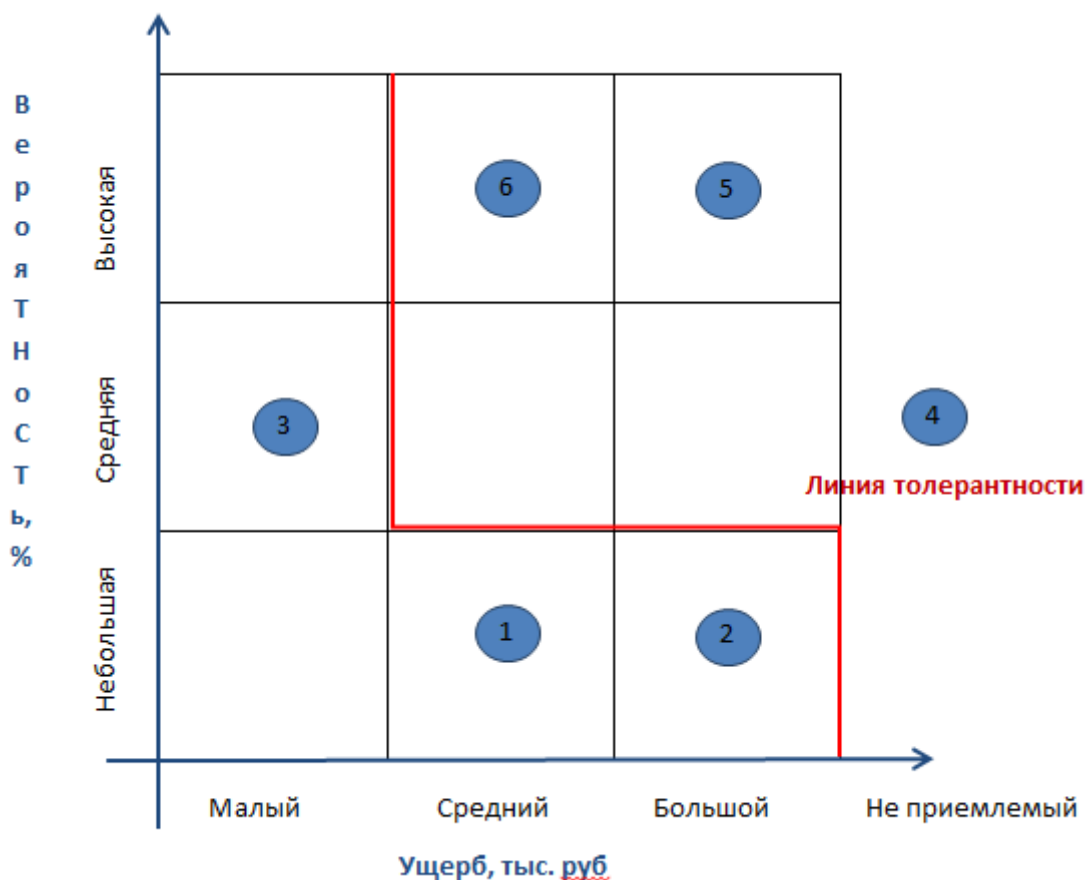 Вероятность, %
Высокая
Средняя
Небольшая
6
5
3
4
Линия толерантности
1
2
Малый
Средний
Большой
Не приемлемый
Ущерб, тыс. руб